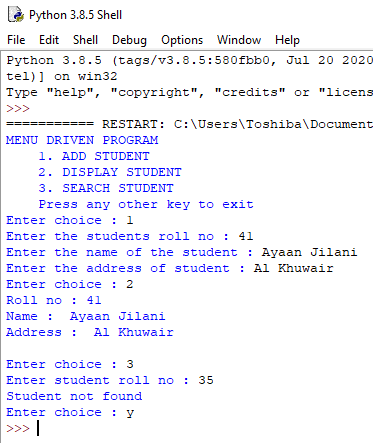 Python 3.8.5 Shell
File Edit Shell Debug Options Window Help
Python 3.8.5 (tags/v3.8.5:580fbb0, Jul 20 2020
tel)] on win32
Type "help", "copyright", "credits" or "licens
>>>
=========== RESTART: C:\Users\Toshiba\Document
MENU DRIVEN PROGRAM
    1. ADD STUDENT
    2. DISPLAY STUDENT
    3. SEARCH STUDENT
    Press any other key to exit
Enter choice : 1
Enter the students roll no : 41
Enter the name of the student : Ayaan Jilani
Enter the address of student : Al Khuwair
Enter choice : 2
Roll no : 41
Name :  Ayaan Jilani
Address :  Al Khuwair

Enter choice : 3
Enter student roll no : 35
Student not found
Enter choice : y
>>>